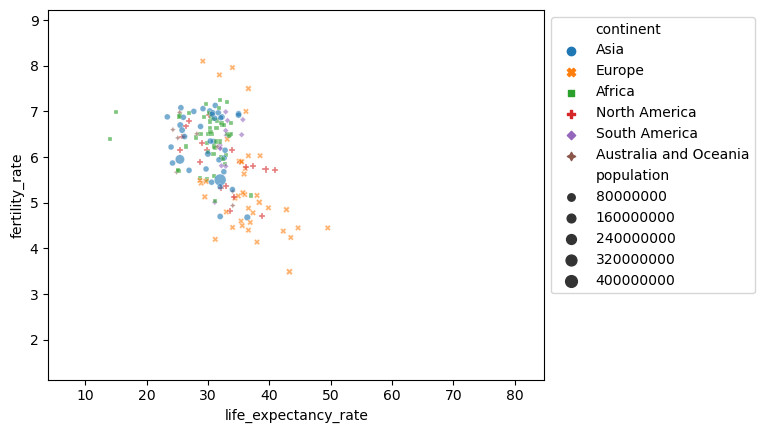 9
8
7
6
5
4
3
2
fertility_rate
10 20 30 40 50 60 70 80
life_expectancy_rate
continent
Asia
Europe
Africa
North America
South America
Australia and Oceania
population
80000000
160000000
240000000
320000000
400000000